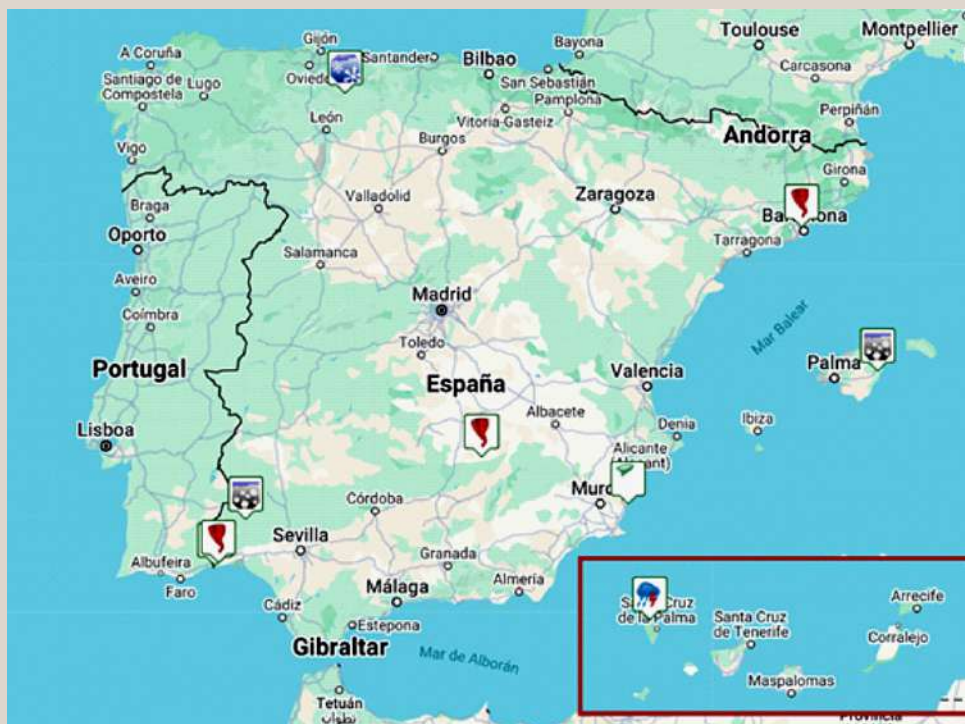 Toulouse
Montpellier
Gijón
A Coruña
Santander
Bilbao
Bayona
Carcasona
Santiago de
Compostela
Lugo
San Sebastián
Pamplona
Perpiñán
León
Vitoria-Gasteiz
Andorra
Vigo
Burgos
Girona
Valladolid
Zaragoza
Braga
Oporto
Tarragona
Salamanca
Aveiro
Madrid
Coímbra
Mar Balear
Toledo
Portugal
España
Valencia
Palma
Albacete
Denia
Ibiza
Lisboa
Alicante
Córdoba
Sevilla
Albufeira
Faro
Granada
Málaga
Almería
Cádiz
Estepona
Gibraltar
Mar de Alborán
Tetuán
تطوان
Arrecife
de la Palma
Santa Cruz
de Tenerife
Corralejo
Maspalomas